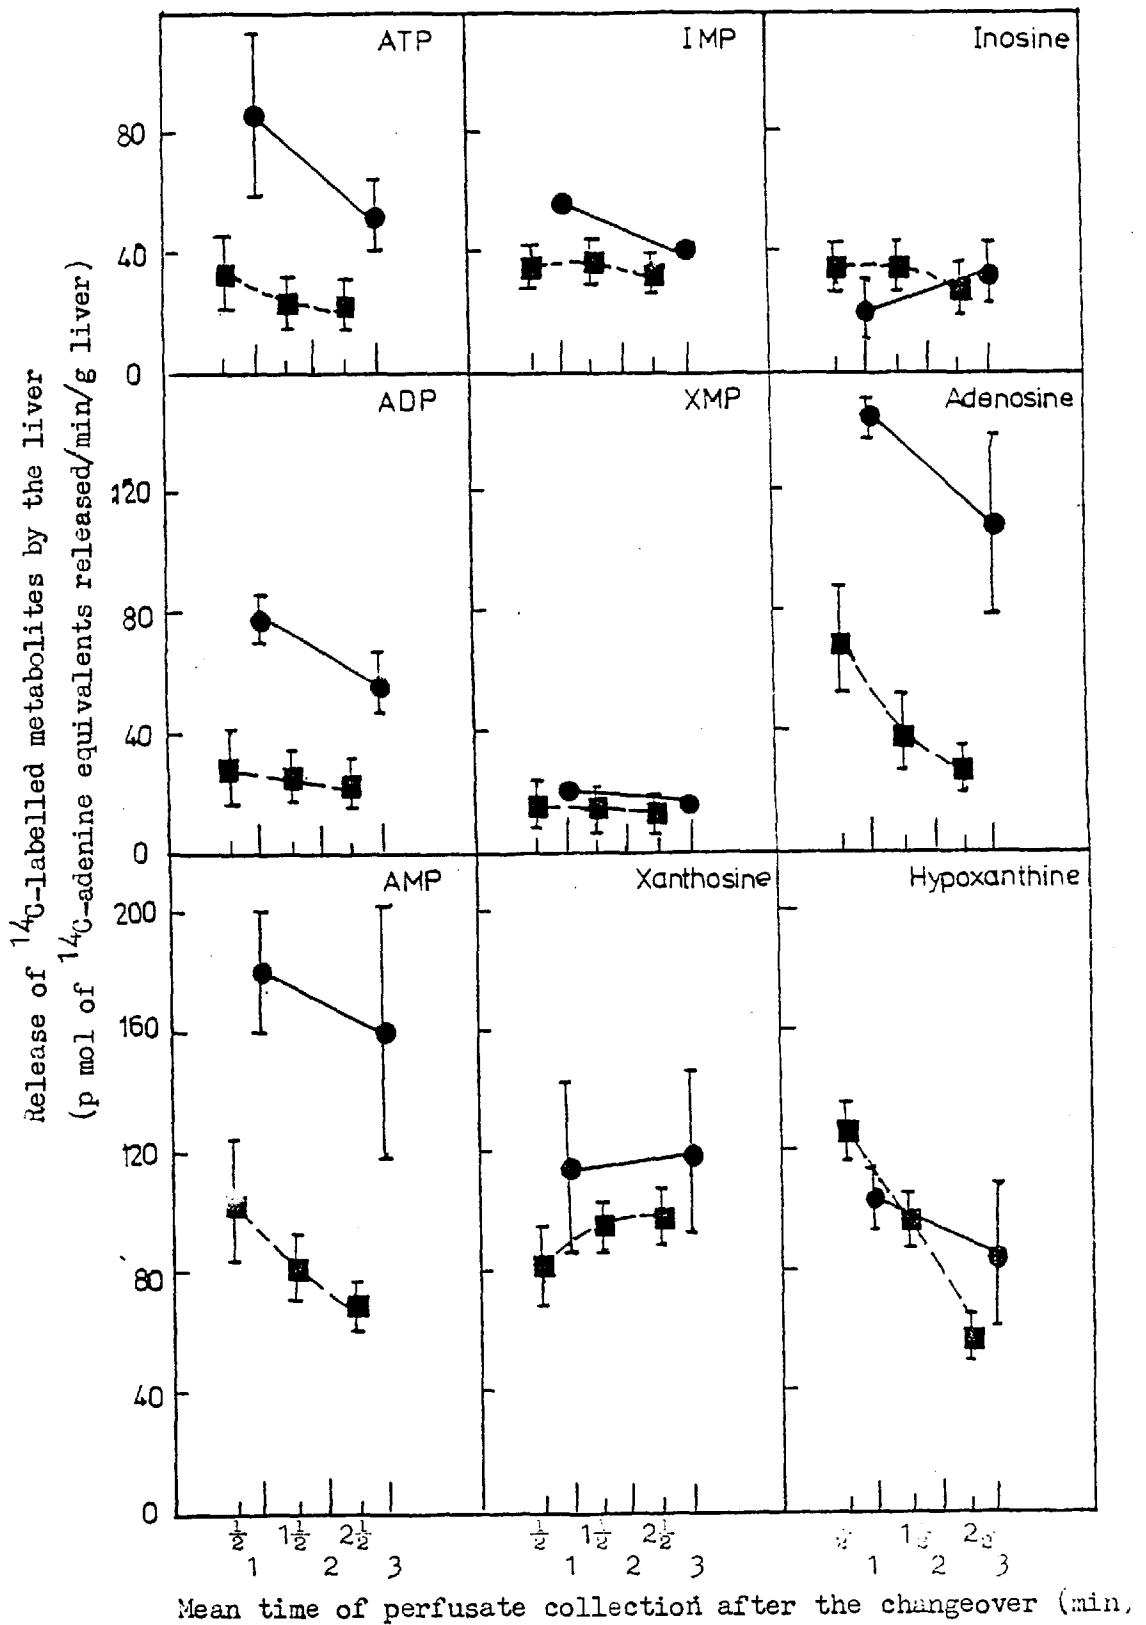 ATP
IMP
Inosine
80
40
0
ADP
XMP
Adenosine
120
80
40
0
AMP
Xanthosine
Hypoxanthine
200
160
120
80
40
0
½ 1½ 2½ ½ 1½ 2½
1 2 3 1 2 3 1 2 3
Mean time of perfusate collection after the changeover (min,
Release of ¹⁴C-labelled metabolites by the liver
(p mol of ¹⁴C-adenine equivalents released/min/g liver)